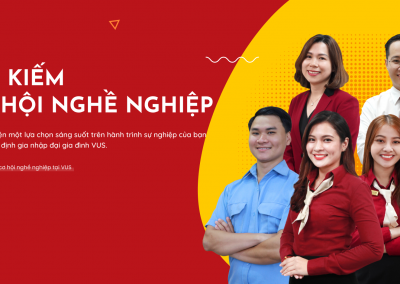 KIẾM
HỘI NGHỀ NGHIỆP
một lựa chọn sáng suốt trên hành trình sự nghiệp của bạn
định gia nhập đại gia đình VUS.
cơ hội nghề nghiệp tại VUS.